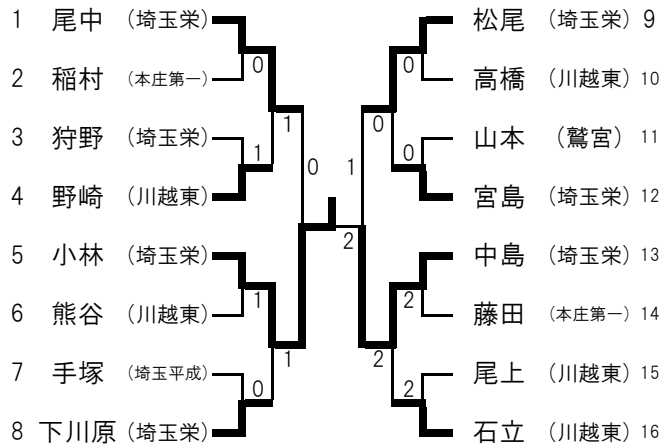 1 尾中 (埼玉栄)
2 稲村 (本庄第一)
3 狩野 (埼玉栄)
4 野崎 (川越東)
5 小林 (埼玉栄)
6 熊谷 (川越東)
7 手塚 (埼玉平成)
8 下川原 (埼玉栄)
0
1
1
0
1
1
0
2
1
0
0
0
2
2
2
松尾 (埼玉栄) 9
高橋 (川越東) 10
山本 (鷲宮) 11
宮島 (埼玉栄) 12
中島 (埼玉栄) 13
藤田 (本庄第一) 14
尾上 (川越東) 15
石立 (川越東) 16